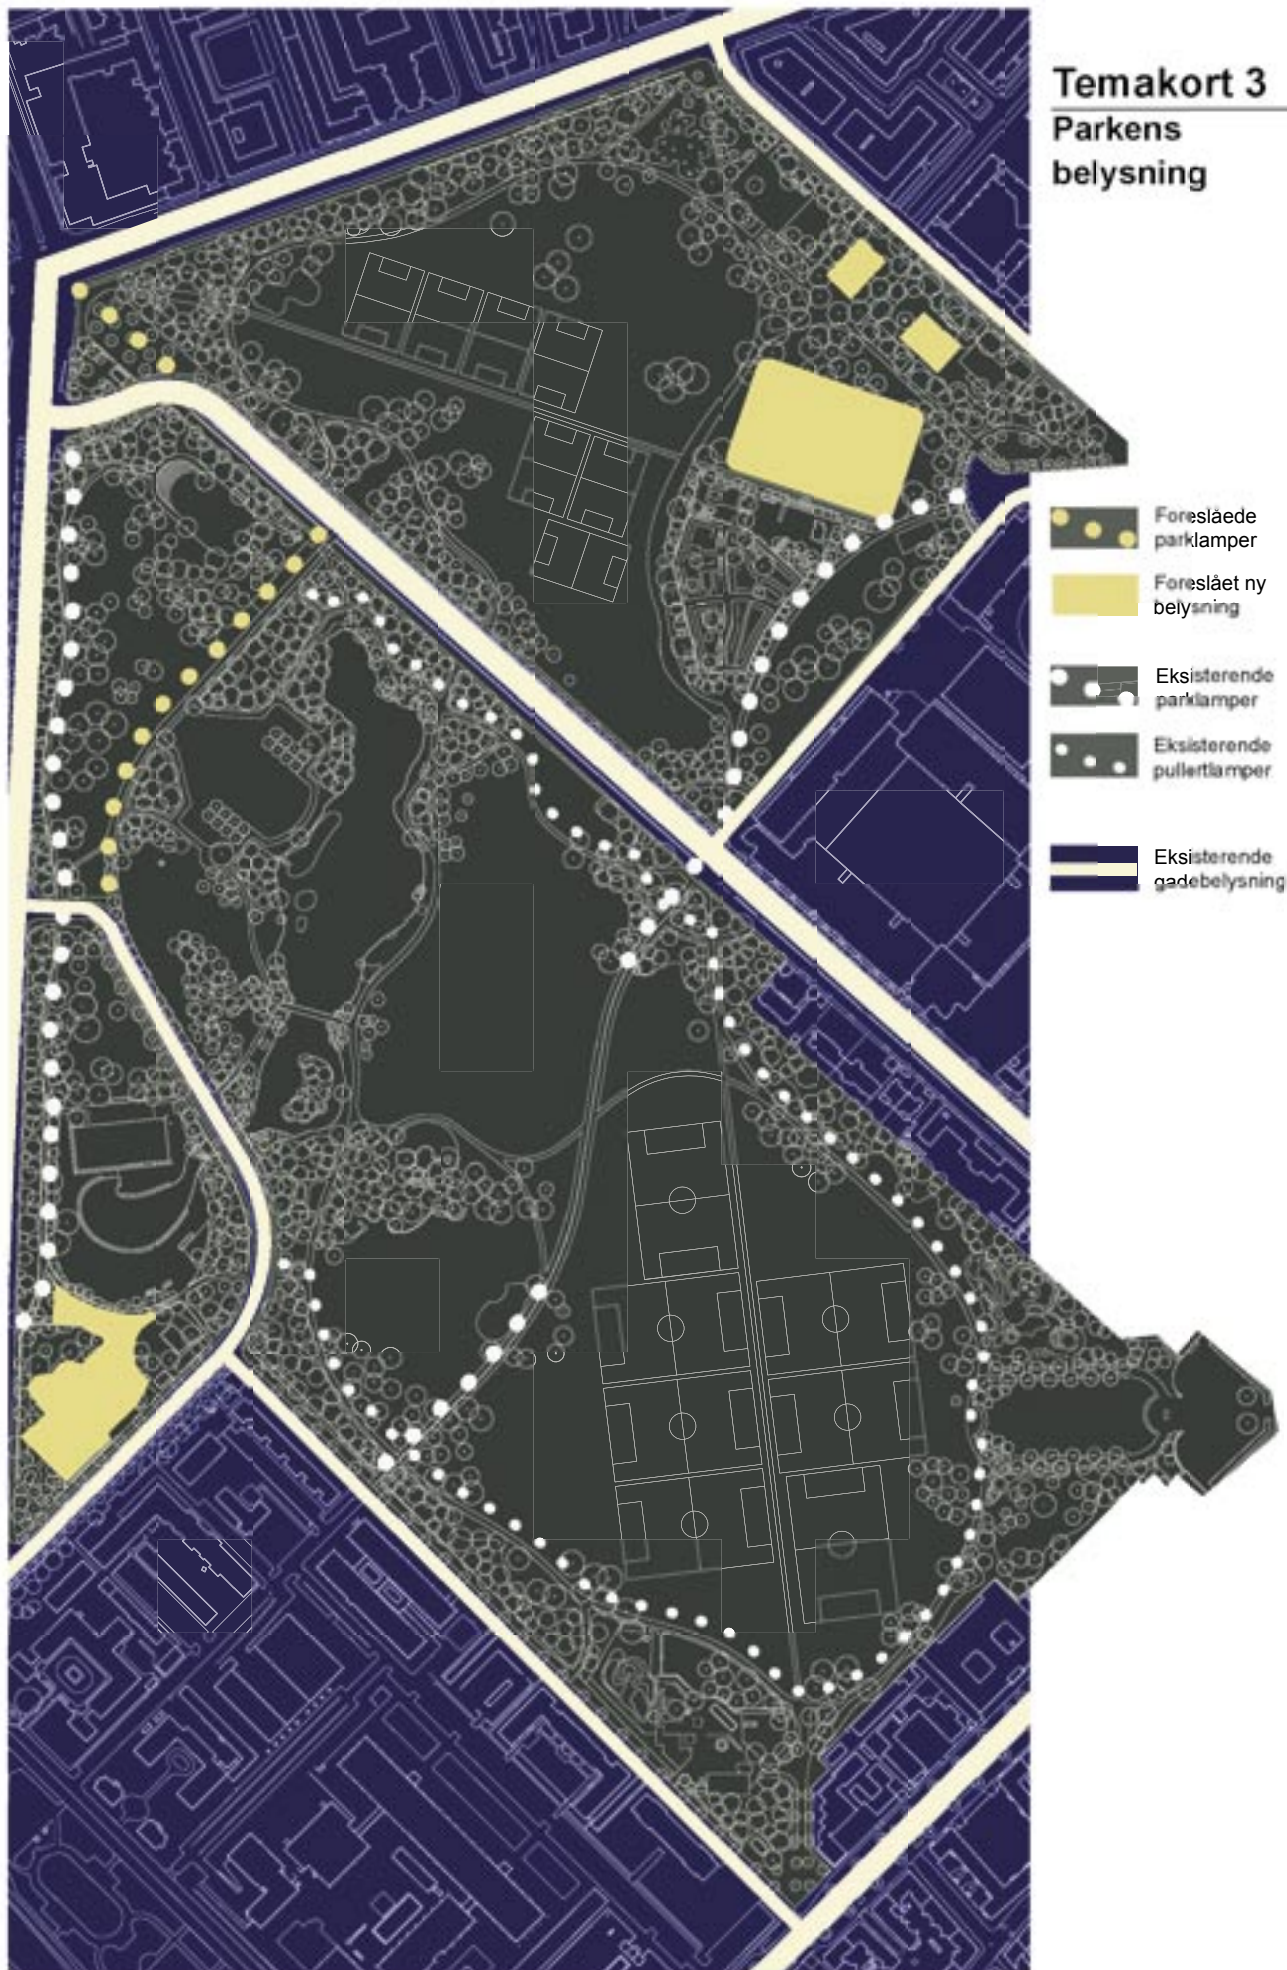 Temakort 3
Parkens
belysning
Foreslåede
parklamper
Foreslået ny
belysning
Eksisterende
parklamper
Eksisterende
pullertlamper
Eksisterende
gadebelysning